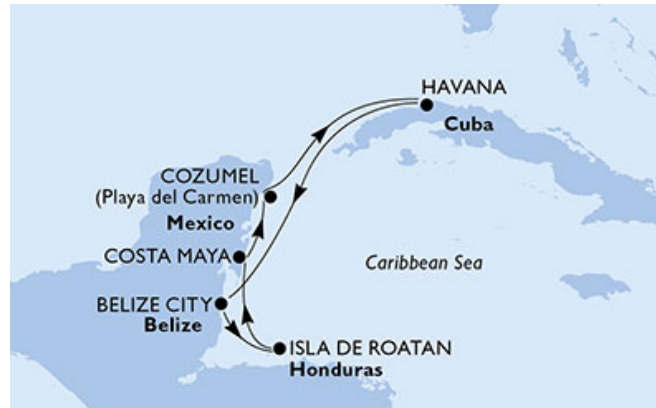 HAVANA
Cuba
COZUMEL
(Playa del Carmen)
Mexico
COSTA MAYA
Caribbean Sea
BELIZE CITY
Belize
ISLA DE ROATAN
Honduras